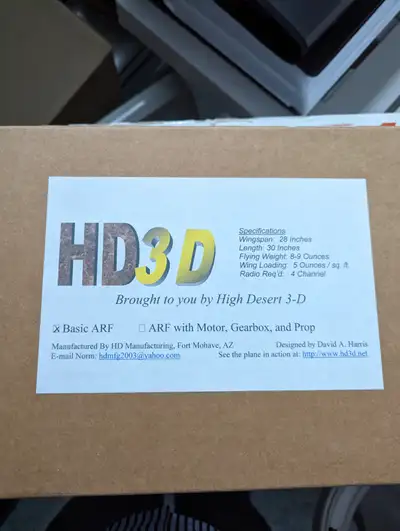 HD3D
Specifications
Wingspan: 28 inches
Length: 30 Inches
Flying Weight: 8-9 Ounces
Wing Loading: 5 Ounces / sq. ft.
Radio Req'd: 4 Channel
Brought to you by High Desert 3-D
☒ Basic ARF ☐ ARF with Motor, Gearbox, and Prop
Manufactured By HD Manufacturing, Fort Mohave, AZ Designed by David A. Harris
E-mail Norm: hdmfg2003@yahoo.com See the plane in action at: http://www.hd3d.net